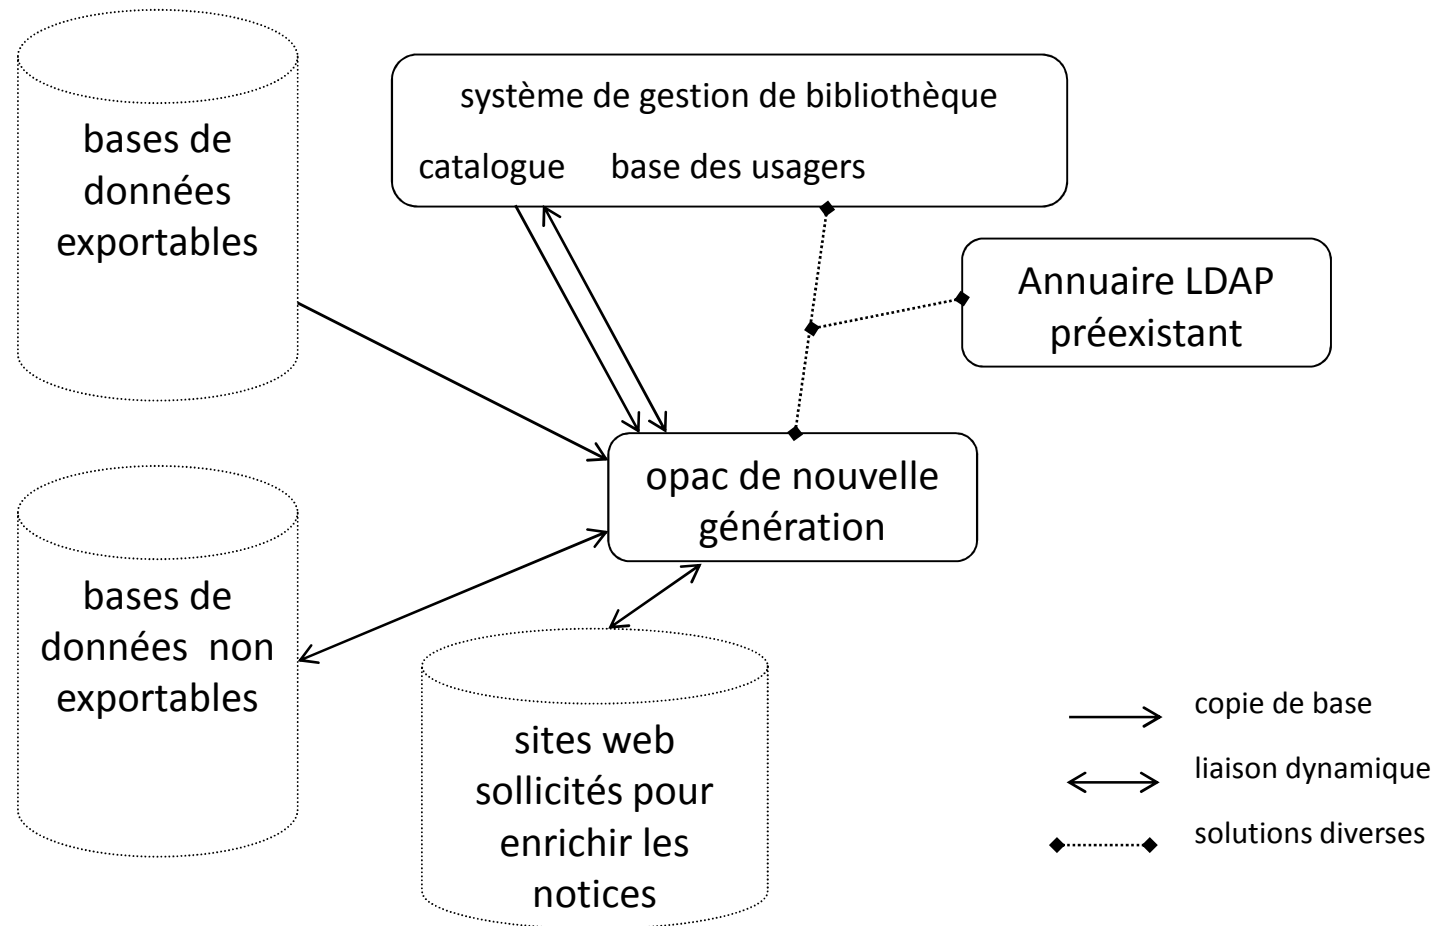 bases de
données
exportables
système de gestion de bibliothèque
catalogue base des usagers
Annuaire LDAP
préexistant
opac de nouvelle
génération
bases de
données non
exportables
sites web
sollicités pour
enrichir les
notices
copie de base
liaison dynamique
solutions diverses